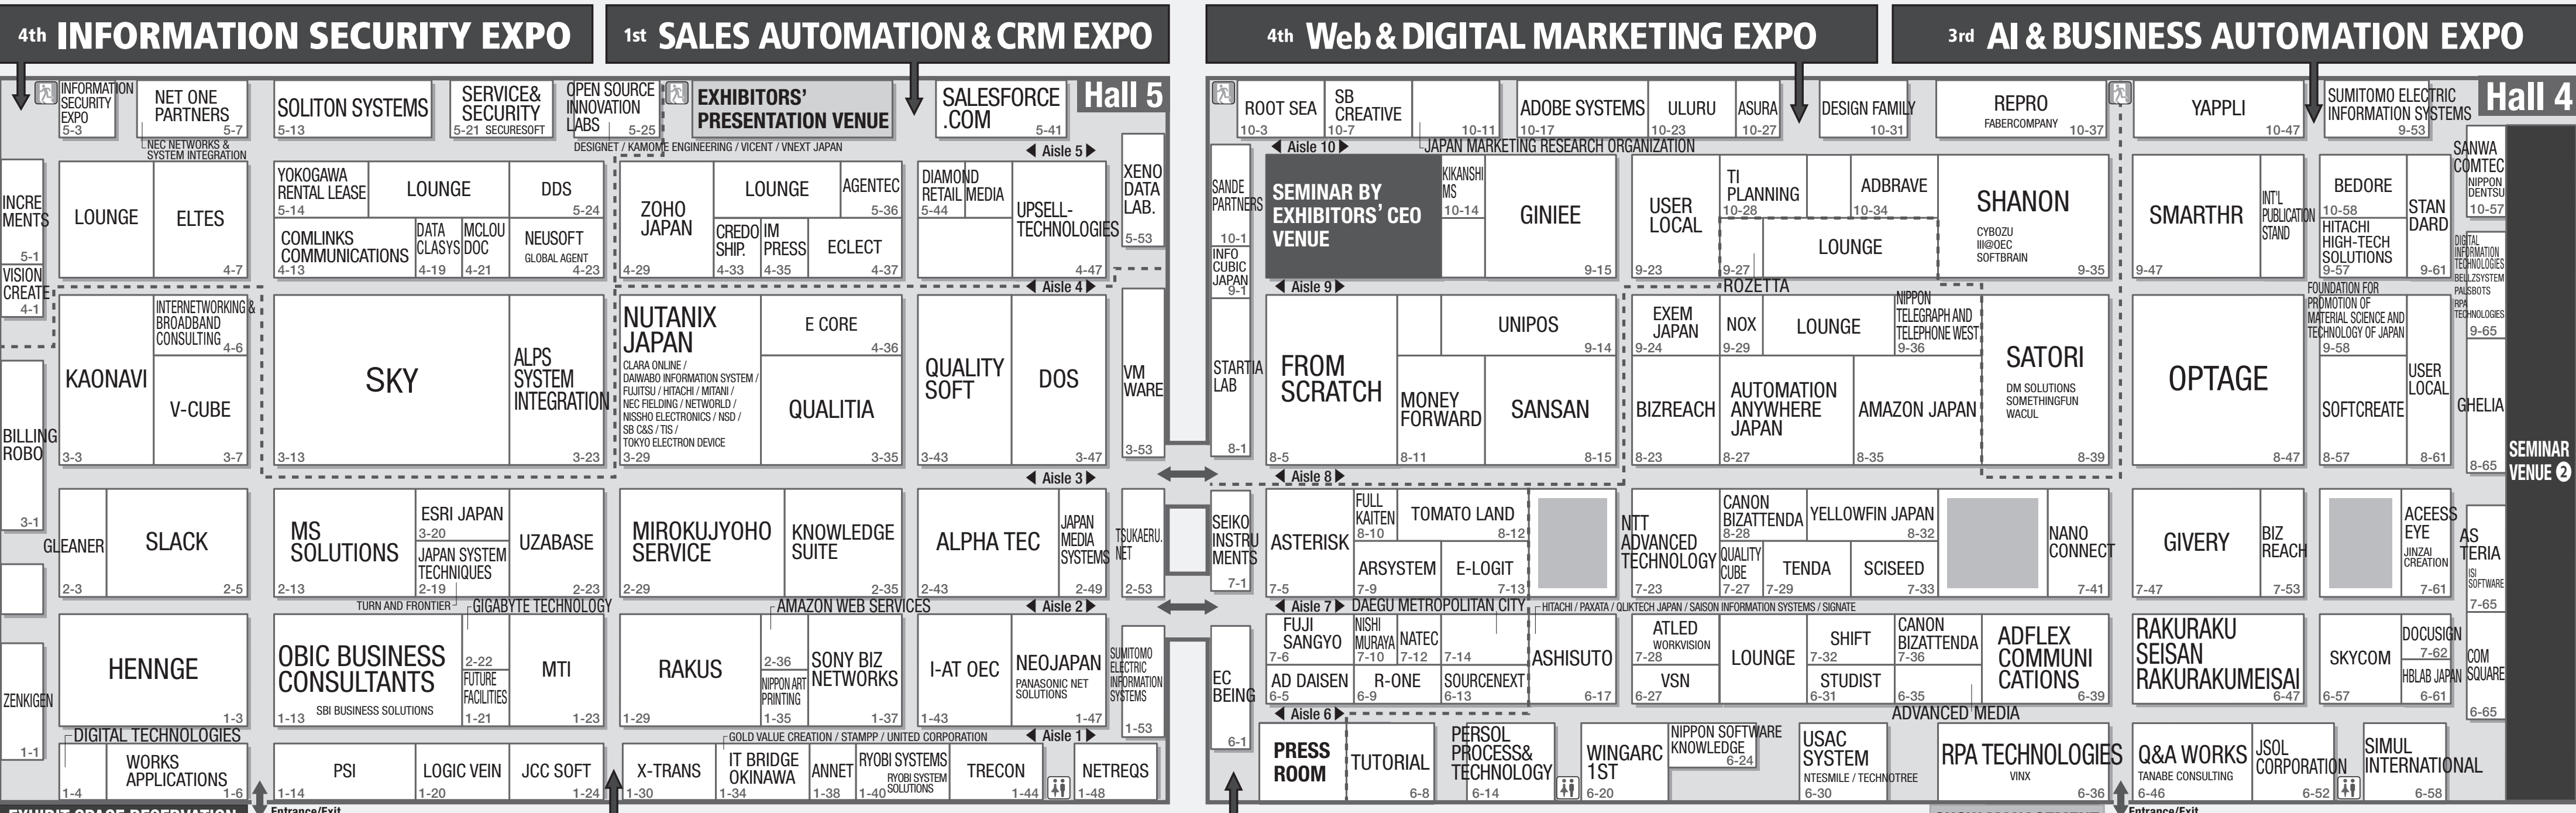 4th INFORMATION SECURITY EXPO
1st SALES AUTOMATION & CRM EXPO
4th Web & DIGITAL MARKETING EXPO
3rd AI & BUSINESS AUTOMATION EXPO
Hall 5
INFORMATION
SECURITY
EXPO
5-3
NET ONE
PARTNERS
5-7
NEC NETWORKS &
SYSTEM INTEGRATION
SOLITON SYSTEMS
5-13
SERVICE&
SECURITY
5-21 SECURESOFT
OPEN SOURCE
INNOVATION
LABS
5-25
DESIGNET / KAMOME ENGINEERING / VICENT / VNEXT JAPAN
EXHIBITORS'
PRESENTATION VENUE
SALESFORCE
.COM
5-41
Aisle 5
INCRE
MENTS
5-1
VISION
CREATE
4-1
LOUNGE
ELTES
4-7
YOKOGAWA
RENTAL LEASE
5-14
LOUNGE
DDS
5-24
COMLINKS
COMMUNICATIONS
4-13
DATA
CLASYS
4-19
MCLOU
DOC
4-21
NEUSOFT
GLOBAL AGENT
4-23
ZOHO
JAPAN
4-29
LOUNGE
AGENTEC
5-36
CREDO
SHIP.
4-33
IM
PRESS
4-35
ECLECT
4-37
DIAMOND
RETAIL MEDIA
5-44
UPSELL-
TECHNOLOGIES
4-47
XENO
DATA
LAB.
5-53
Aisle 4
BILLING
ROBO
3-1
KAONAVI
3-3
INTERNETWORKING &
BROADBAND
CONSULTING
4-6
V-CUBE
3-7
SKY
3-13
ALPS
SYSTEM
INTEGRATION
3-23
NUTANIX
JAPAN
CLARA ONLINE /
DAIWABO INFORMATION SYSTEM /
FUJITSU / HITACHI / MITANI /
NEC FIELDING / NETWORLD /
NISSHO ELECTRONICS / NSD /
SB C&S / TIS /
TOKYO ELECTRON DEVICE
3-29
E CORE
4-36
QUALITIA
3-35
QUALITY
SOFT
3-43
DOS
3-47
VM
WARE
3-53
Aisle 3
GLEANER
2-3
SLACK
2-5
MS
SOLUTIONS
2-13
ESRI JAPAN
3-20
JAPAN SYSTEM
TECHNIQUES
2-19
TURN AND FRONTIER
UZABASE
2-23
MIROKUJYOHO
SERVICE
2-29
KNOWLEDGE
SUITE
2-35
ALPHA TEC
2-43
JAPAN
MEDIA
SYSTEMS
2-49
TSUKAERU.
NET
2-53
GIGABYTE TECHNOLOGY
AMAZON WEB SERVICES
Aisle 2
ZENKIGEN
1-1
HENNGE
1-3
OBIC BUSINESS
CONSULTANTS
SBI BUSINESS SOLUTIONS
1-13
2-22
FUTURE
FACILITIES
1-21
MTI
1-23
RAKUS
1-29
2-36
NIPPON ART
PRINTING
1-35
SONY BIZ
NETWORKS
1-37
I-AT OEC
1-43
NEOJAPAN
PANASONIC NET
SOLUTIONS
1-47
SUMITOMO
ELECTRIC
INFORMATION
SYSTEMS
1-53
DIGITAL TECHNOLOGIES
GOLD VALUE CREATION / STAMPP / UNITED CORPORATION
Aisle 1
1-4
WORKS
APPLICATIONS
1-6
PSI
1-14
LOGIC VEIN
1-20
JCC SOFT
1-24
X-TRANS
1-30
IT BRIDGE
OKINAWA
1-34
ANNET
1-38
RYOBI SYSTEMS
RYOBI SYSTEM
SOLUTIONS
1-40
TRECON
1-44
NETREQS
1-48
EXHIBIT SPACE RESERVATION
Entrance/Exit
Hall 4
ROOT SEA
10-3
SB
CREATIVE
10-7
10-11
JAPAN MARKETING RESEARCH ORGANIZATION
ADOBE SYSTEMS
10-17
ULURU
10-23
ASURA
10-27
DESIGN FAMILY
10-31
REPRO
FABERCOMPANY
10-37
YAPPLI
10-47
SUMITOMO ELECTRIC
INFORMATION SYSTEMS
9-53
Aisle 10
SANDE
PARTNERS
10-1
INFO
CUBIC
JAPAN
9-1
SEMINAR BY
EXHIBITORS' CEO
VENUE
KIKANSHI
MS
10-14
GINIEE
9-15
USER
LOCAL
9-23
TI
PLANNING
10-28
ADBRAVE
10-34
9-27
LOUNGE
ROZETTA
SHANON
CYBOZU
III@OEC
SOFTBRAIN
9-35
SMARTHR
9-47
INT'L
PUBLICATION
STAND
BEDORE
10-58
HITACHI
HIGH-TECH
SOLUTIONS
9-57
STAN
DARD
9-61
SANWA
COMTEC
NIPPON
DENTSU
10-57
DIGITAL
INFORMATION
TECHNOLOGIES
BELLZSYSTEM
PALSBOTS
RPA
TECHNOLOGIES
9-65
Aisle 9
STARTIA
LAB
8-1
FROM
SCRATCH
8-5
UNIPOS
9-14
MONEY
FORWARD
8-11
SANSAN
8-15
EXEM
JAPAN
9-24
NOX
9-29
LOUNGE
NIPPON
TELEGRAPH AND
TELEPHONE WEST
9-36
BIZREACH
8-23
AUTOMATION
ANYWHERE
JAPAN
8-27
AMAZON JAPAN
8-35
SATORI
DM SOLUTIONS
SOMETHINGFUN
WACUL
8-39
OPTAGE
8-47
FOUNDATION FOR
PROMOTION OF
MATERIAL SCIENCE AND
TECHNOLOGY OF JAPAN
9-58
SOFTCREATE
8-57
USER
LOCAL
8-61
GHELIA
8-65
SEMINAR
VENUE 2
Aisle 8
SEIKO
INSTRU
MENTS
7-1
ASTERISK
7-5
FULL
KAITEN
8-10
TOMATO LAND
8-12
ARSYSTEM
7-9
E-LOGIT
7-13
NTT
ADVANCED
TECHNOLOGY
7-23
CANON
BIZATTENDA
8-28
YELLOWFIN JAPAN
8-32
QUALITY
CUBE
7-27
TENDA
7-29
SCISEED
7-33
NANO
CONNECT
7-41
GIVERY
7-47
BIZ
REACH
7-53
ACEESS
EYE
JINZAI
CREATION
7-61
AS
TERIA
ISI
SOFTWARE
7-65
Aisle 7
DAEGU METROPOLITAN CITY
HITACHI / PAXATA / QLIKTECH JAPAN / SAISON INFORMATION SYSTEMS / SIGNATE
EC
BEING
6-1
FUJI
SANGYO
7-6
NISHI
MURAYA
7-10
NATEC
7-12
7-14
AD DAISEN
6-5
R-ONE
6-9
SOURCENEXT
6-13
ASHISUTO
6-17
ATLED
WORKVISION
7-28
VSN
6-27
LOUNGE
SHIFT
7-32
STUDIST
6-31
CANON
BIZATTENDA
7-36
6-35
ADVANCED MEDIA
ADFLEX
COMMUNI
CATIONS
6-39
RAKURAKU
SEISAN
RAKURAKUMEISAI
6-47
SKYCOM
6-57
DOCUSIGN
7-62
HBLAB JAPAN
6-61
COM
SQUARE
6-65
Aisle 6
PRESS
ROOM
TUTORIAL
6-8
PERSOL
PROCESS&
TECHNOLOGY
6-14
WINGARC
1ST
6-20
NIPPON SOFTWARE
KNOWLEDGE
6-24
USAC
SYSTEM
NTESMILE / TECHNOTREE
6-30
RPA TECHNOLOGIES
VINX
6-36
Q&A WORKS
TANABE CONSULTING
6-46
JSOL
CORPORATION
6-52
SIMUL
INTERNATIONAL
6-58
Entrance/Exit